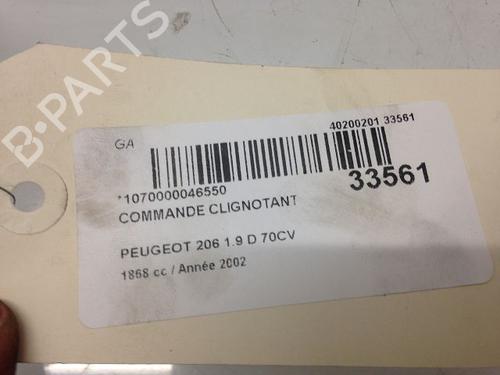 B-PARTS
GA
40200201 33561
*1070000046550
33561
COMMANDE CLIGNOTANT
PEUGEOT 206 1.9 D 70CV
1868 cc / Année 2002